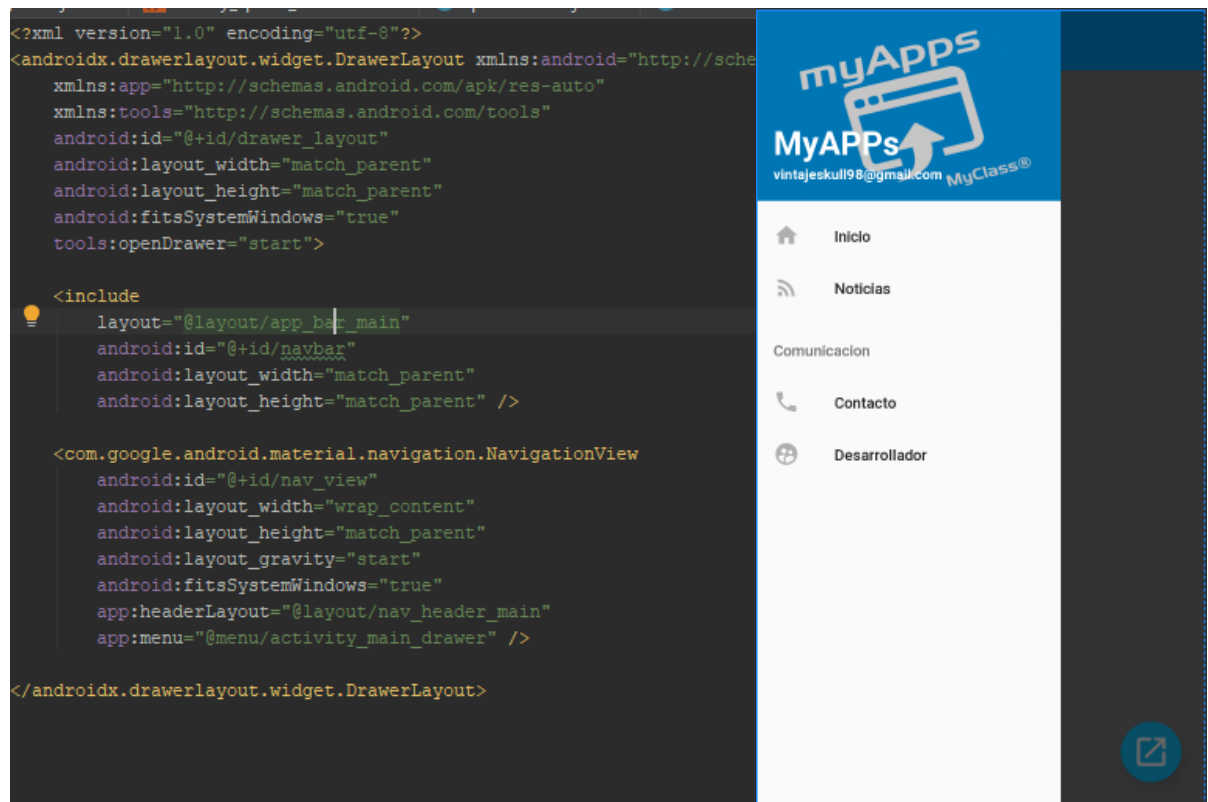 <?xml version="1.0" encoding="utf-8"?>
<androidx.drawerlayout.widget.DrawerLayout xmlns:android="http://sche
xmlns:app="http://schemas.android.com/apk/res-auto"
xmlns:tools="http://schemas.android.com/tools"
android:id="@+id/drawer_layout"
android:layout_width="match_parent"
android:layout_height="match_parent"
android:fitsSystemWindows="true"
tools:openDrawer="start">
<include
layout="@layout/app_bar_main"
android:id="@+id/navbar"
android:layout_width="match_parent"
android:layout_height="match_parent" />
<com.google.android.material.navigation.NavigationView
android:id="@+id/nav_view"
android:layout_width="wrap_content"
android:layout_height="match_parent"
android:layout_gravity="start"
android:fitsSystemWindows="true"
app:headerLayout="@layout/nav_header_main"
app:menu="@menu/activity_main_drawer" />
</androidx.drawerlayout.widget.DrawerLayout>
myApps
MyAPPs
vintajeskull98@gmail.com
MyClass®
Inicio
Noticias
Comunicacion
Contacto
Desarrollador